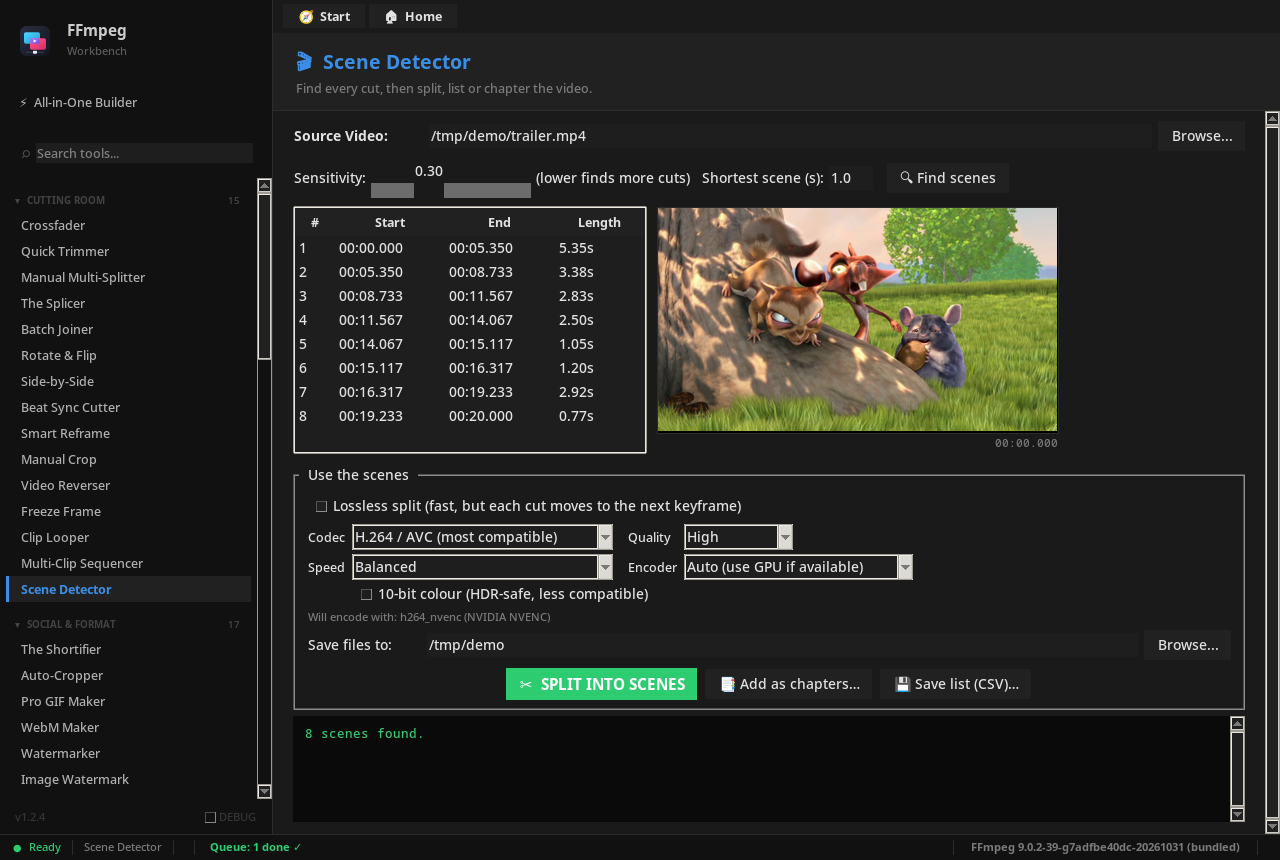 FFmpeg
Workbench
⚡ All-in-One Builder
Search tools...
▾ CUTTING ROOM 15
Crossfader
Quick Trimmer
Manual Multi-Splitter
The Splicer
Batch Joiner
Rotate & Flip
Side-by-Side
Beat Sync Cutter
Smart Reframe
Manual Crop
Video Reverser
Freeze Frame
Clip Looper
Multi-Clip Sequencer
Scene Detector
▾ SOCIAL & FORMAT 17
The Shortifier
Auto-Cropper
Pro GIF Maker
WebM Maker
Watermarker
Image Watermark
v1.2.4 DEBUG
🧭 Start 🏠 Home
🎬 Scene Detector
Find every cut, then split, list or chapter the video.
Source Video: /tmp/demo/trailer.mp4 Browse...
Sensitivity: 0.30 (lower finds more cuts) Shortest scene (s): 1.0 🔍 Find scenes
# Start End Length
1 00:00.000 00:05.350 5.35s
2 00:05.350 00:08.733 3.38s
3 00:08.733 00:11.567 2.83s
4 00:11.567 00:14.067 2.50s
5 00:14.067 00:15.117 1.05s
6 00:15.117 00:16.317 1.20s
7 00:16.317 00:19.233 2.92s
8 00:19.233 00:20.000 0.77s
00:00.000
Use the scenes
Lossless split (fast, but each cut moves to the next keyframe)
Codec H.264 / AVC (most compatible) Quality High
Speed Balanced Encoder Auto (use GPU if available)
10-bit colour (HDR-safe, less compatible)
Will encode with: h264_nvenc (NVIDIA NVENC)
Save files to: /tmp/demo Browse...
✂ SPLIT INTO SCENES 📑 Add as chapters... 💾 Save list (CSV)...
8 scenes found.
● Ready Scene Detector Queue: 1 done ✓ FFmpeg 9.0.2-39-g7adfbe40dc-20261031 (bundled)